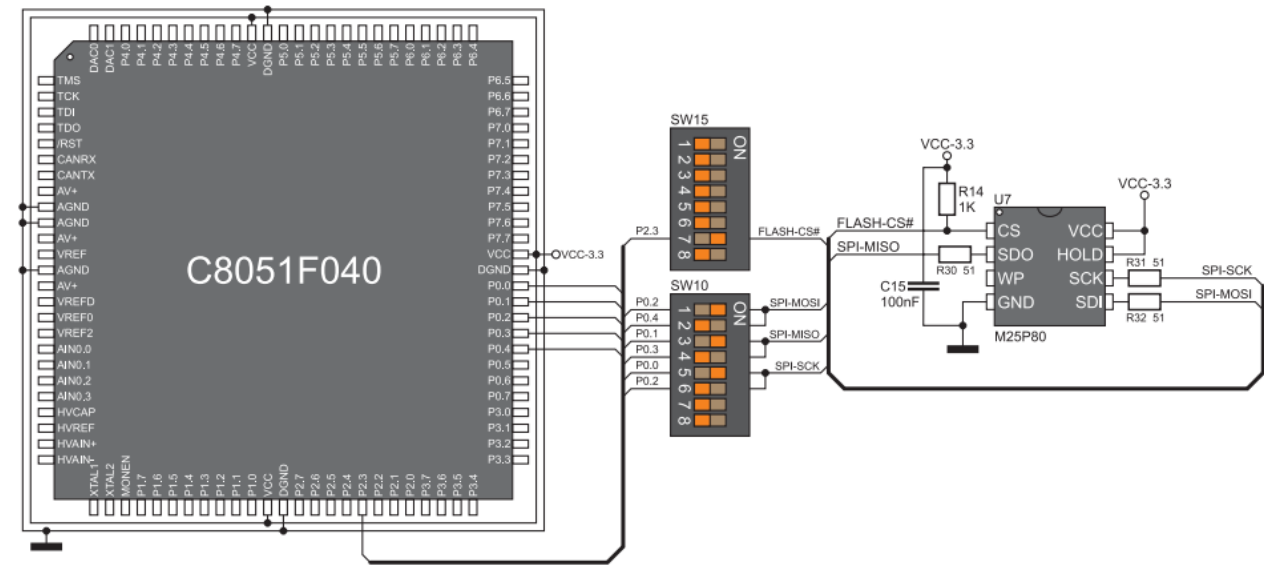 DAC0
DAC1
P4.0
P4.1
P4.2
P4.3
P4.4
P4.5
P4.6
P4.7
VCC
DGND
P5.0
P5.1
P5.2
P5.3
P5.4
P5.5
P5.6
P5.7
P6.0
P6.1
P6.2
P6.3
P6.4
TMS
TCK
TDI
TDO
/RST
CANRX
CANTX
AV+
AGND
AGND
AV+
VREF
AGND
AV+
VREFD
VREF0
VREF2
AIN0.0
AIN0.1
AIN0.2
AIN0.3
HVCAP
HVREF
HVAIN+
HVAIN-
C8051F040
P6.5
P6.6
P6.7
P7.0
P7.1
P7.2
P7.3
P7.4
P7.5
P7.6
P7.7
VCC
DGND
P0.0
P0.1
P0.2
P0.3
P0.4
P0.5
P0.6
P0.7
P3.0
P3.1
P3.2
P3.3
XTAL1
XTAL2
MONEN
P1.7
P1.6
P1.5
P1.4
P1.3
P1.2
P1.1
P1.0
VCC
DGND
P2.7
P2.6
P2.5
P2.4
P2.3
P2.2
P2.1
P2.0
P3.7
P3.6
P3.5
P3.4
VCC-3.3
SW15
ON
1
2
3
4
5
6
7
8
P2.3
FLASH-CS#
SW10
ON
1
2
3
4
5
6
7
8
P0.2
P0.4
P0.1
P0.3
P0.0
P0.2
SPI-MOSI
SPI-MISO
SPI-SCK
VCC-3.3
R14
1K
FLASH-CS#
SPI-MISO
R30 51
C15
100nF
VCC-3.3
U7
CS
SDO
WP
GND
VCC
HOLD
SCK
SDI
M25P80
R31 51
SPI-SCK
SPI-MOSI
R32 51